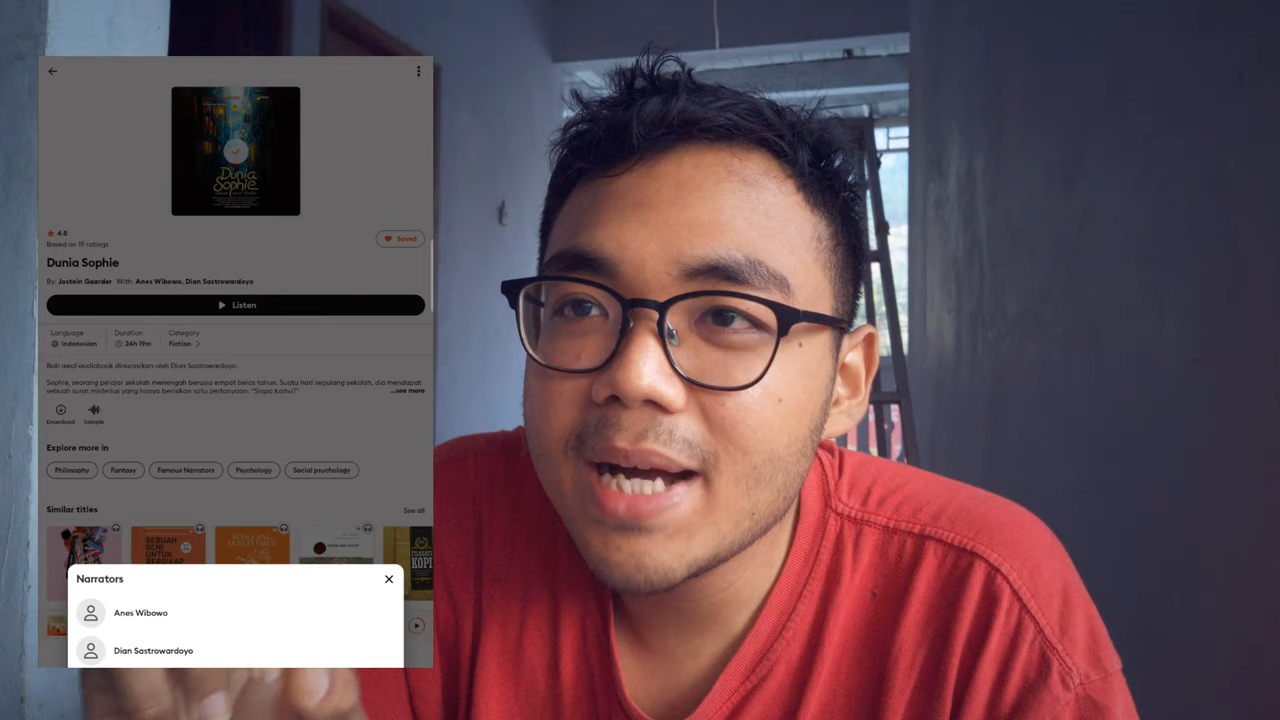 Dunia
Sophie
4.8
Based on 19 ratings
Saved
Dunia Sophie
By: Jostein Gaarder With: Anes Wibowo, Dian Sastrowardoyo
Listen
Language Duration Category
Indonesian 24h 19m Fiction
Bab awal audiobook dinarasikan oleh Dian Sastrowardoyo.
Sophie, seorang pelajar sekolah menengah berusia empat belas tahun. Suatu hari sepulang sekolah, dia mendapat
sebuah surat misterius yang hanya berisikan satu pertanyaan: "Siapa kamu?" ...see more
Download Sample
Explore more in
Philosophy Fantasy Famous Narrators Psychology Social psychology
Similar titles See all
SEBUAH
SENI
UNTUK
FILOSOFI
KOPI
Narrators
Anes Wibowo
Dian Sastrowardoyo